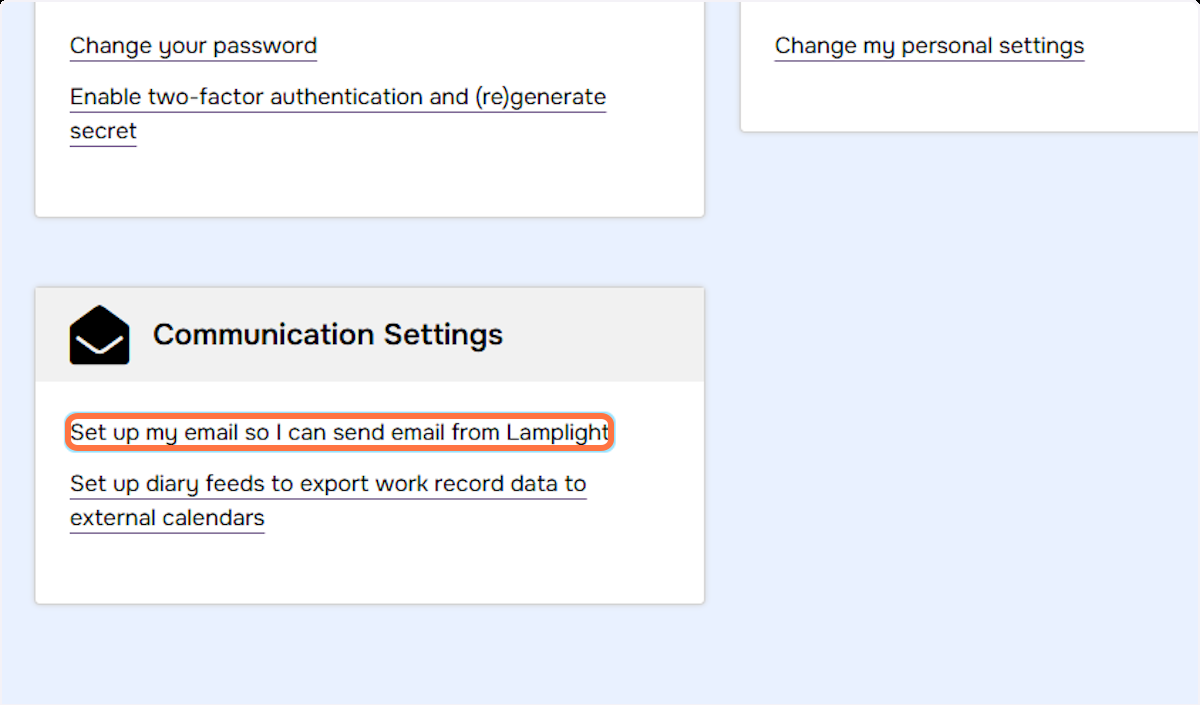 Change your password
Enable two-factor authentication and (re)generate
secret
Change my personal settings
Communication Settings
Set up my email so I can send email from Lamplight
Set up diary feeds to export work record data to
external calendars